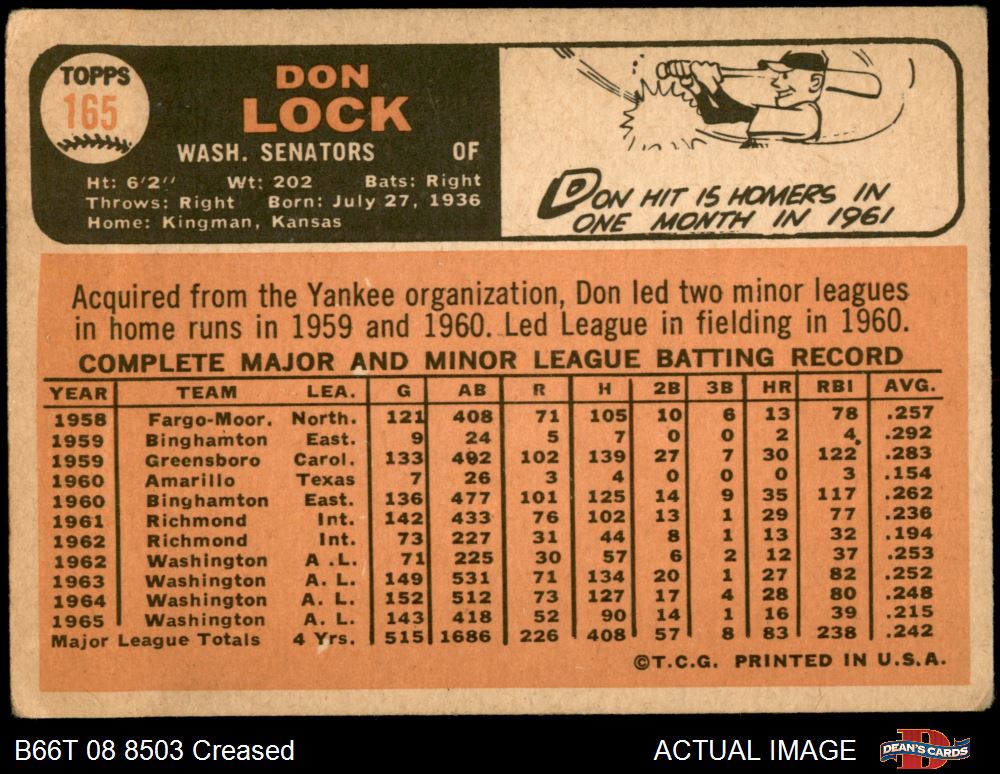 TOPPS
165
DON
LOCK
WASH. SENATORS OF
Ht: 6'2" Wt: 202 Bats: Right
Throws: Right Born: July 27, 1936
Home: Kingman, Kansas
DON HIT 15 HOMERS IN
ONE MONTH IN 1961
Acquired from the Yankee organization, Don led two minor leagues
in home runs in 1959 and 1960. Led League in fielding in 1960.
COMPLETE MAJOR AND MINOR LEAGUE BATTING RECORD
YEAR TEAM LEA. G AB R H 2B 3B HR RBI AVG.
1958 Fargo-Moor. North. 121 408 71 105 10 6 13 78 .257
1959 Binghamton East. 9 24 5 7 0 0 2 4 .292
1959 Greensboro Carol. 133 492 102 139 27 7 30 122 .283
1960 Amarillo Texas 7 26 3 4 0 0 0 3 .154
1960 Binghamton East. 136 477 101 125 14 9 35 117 .262
1961 Richmond Int. 142 433 76 102 13 1 29 77 .236
1962 Richmond Int. 73 227 31 44 8 1 13 32 .194
1962 Washington A .L. 71 225 30 57 6 2 12 37 .253
1963 Washington A. L. 149 531 71 134 20 1 27 82 .252
1964 Washington A. L. 152 512 73 127 17 4 28 80 .248
1965 Washington A. L. 143 418 52 90 14 1 16 39 .215
Major League Totals 4 Yrs. 515 1686 226 408 57 8 83 238 .242
©T.C.G. PRINTED IN U.S.A.
B66T 08 8503 Creased ACTUAL IMAGE DEAN'S CARDS